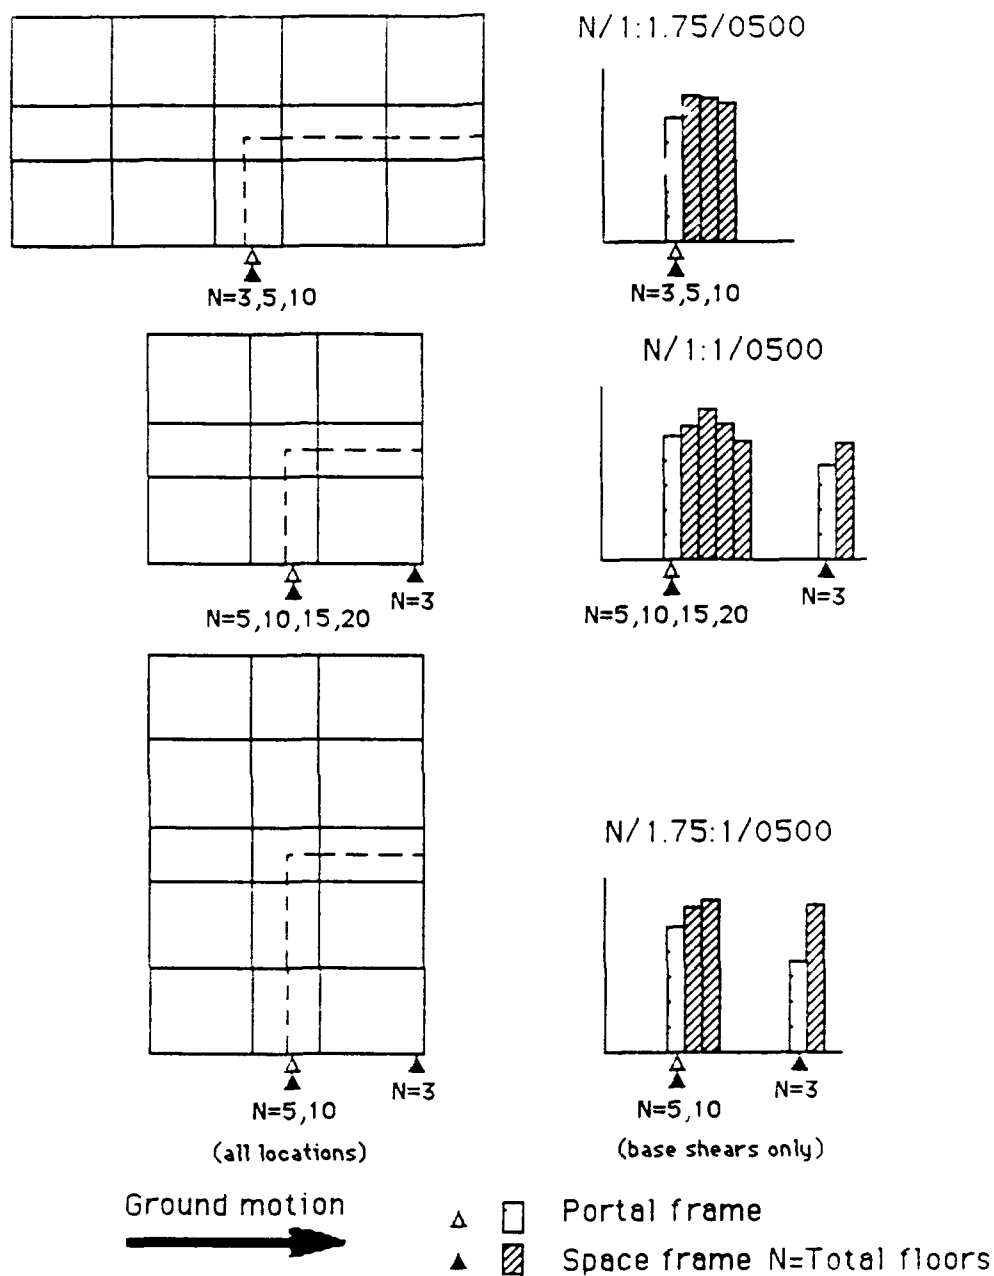 N/1:1.75/0500
N=3,5,10
N=3,5,10
N/1:1/0500
N=3
N=5,10,15,20
N=3
N=5,10,15,20
N/1.75:1/0500
N=3
N=5,10
(all locations)
N=3
N=5,10
(base shears only)
Ground motion
Portal frame
Space frame N=Total floors